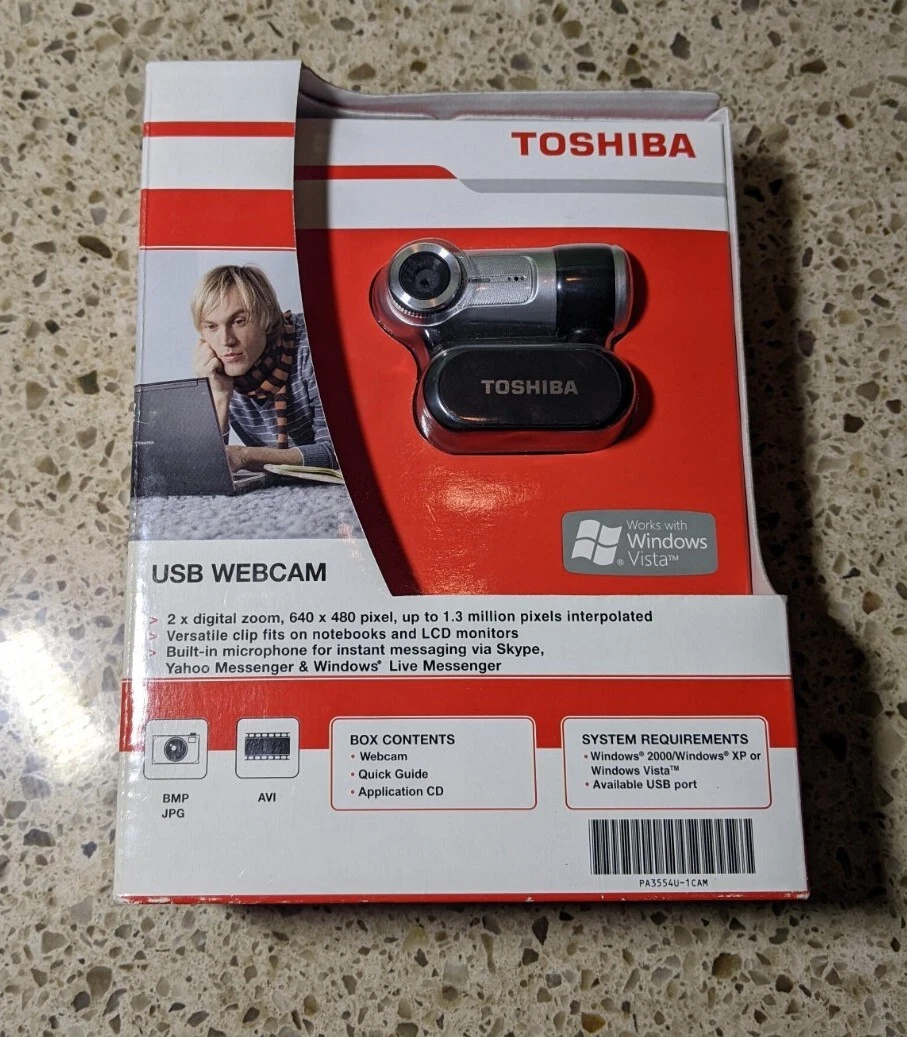 TOSHIBA
TOSHIBA
Works with
Windows
® Vista™
USB WEBCAM
> 2 x digital zoom, 640 x 480 pixel, up to 1.3 million pixels interpolated
> Versatile clip fits on notebooks and LCD monitors
> Built-in microphone for instant messaging via Skype,
Yahoo Messenger & Windows® Live Messenger
BMP
JPG
AVI
BOX CONTENTS
• Webcam
• Quick Guide
• Application CD
SYSTEM REQUIREMENTS
• Windows® 2000/Windows® XP or
Windows Vista™
• Available USB port
PA3554U-1CAM